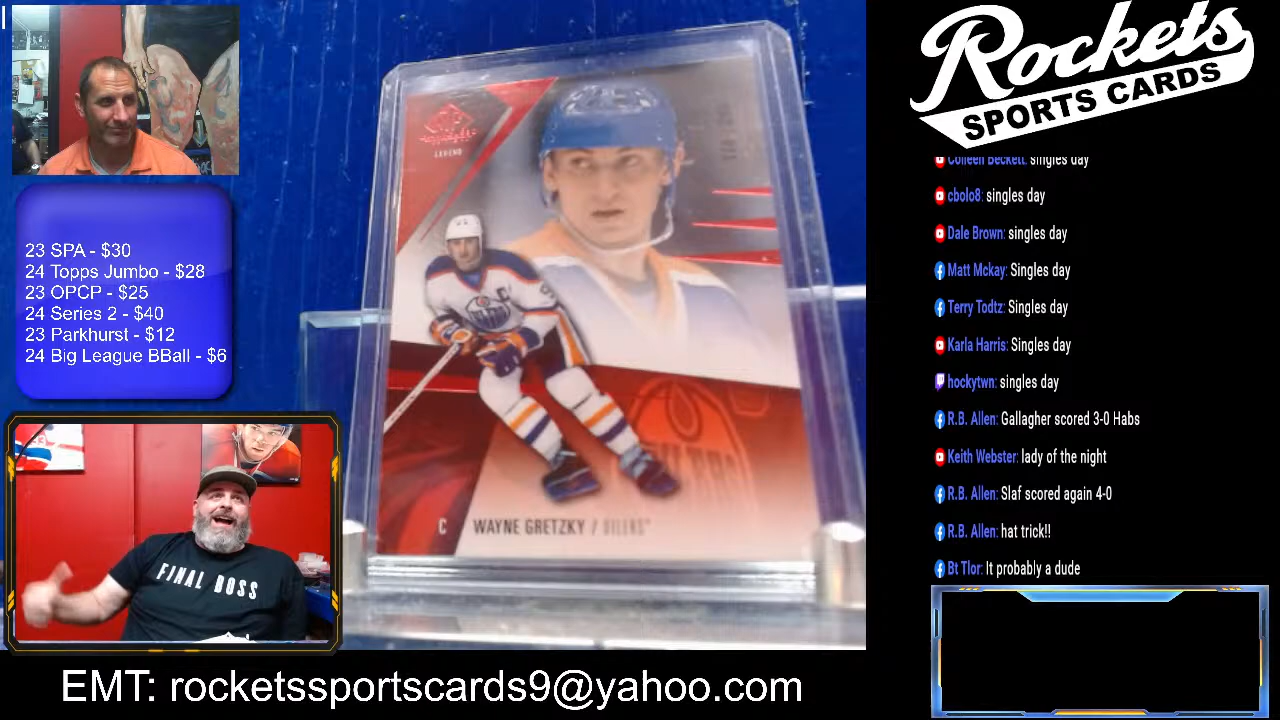 23 SPA - $30
24 Topps Jumbo - $28
23 OPCP - $25
24 Series 2 - $40
23 Parkhurst - $12
24 Big League BBall - $6
FINAL BOSS
LEGEND
C WAYNE GRETZKY / OILERS
Rockets
SPORTS CARDS
Colleen Beckett: singles day
cbolo8: singles day
Dale Brown: singles day
Matt Mckay: Singles day
Terry Todtz: Singles day
Karla Harris: Singles day
hockytwn: singles day
R.B. Allen: Gallagher scored 3-0 Habs
Keith Webster: lady of the night
R.B. Allen: Slaf scored again 4-0
R.B. Allen: hat trick!!
Bt Tlor: It probably a dude
EMT: rocketssportscards9@yahoo.com